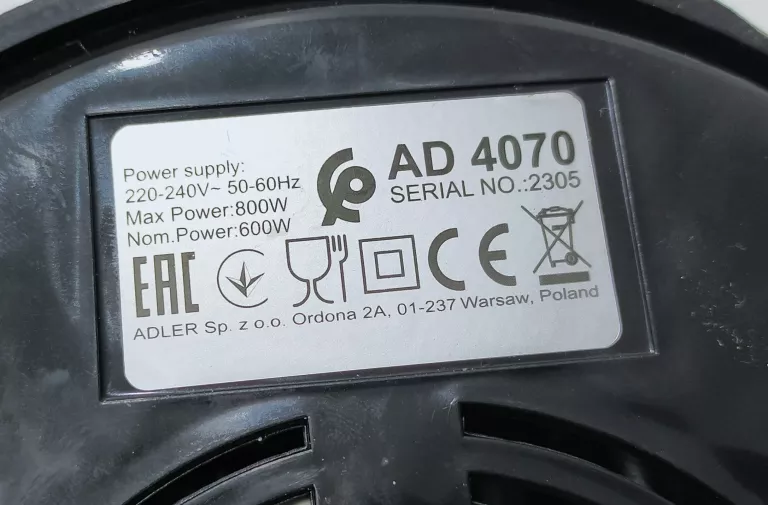 Power supply:
220-240V~ 50-60Hz
Max Power:800W
Nom.Power:600W
AD 4070
SERIAL NO.:2305
EAC
CE
ADLER Sp. z o.o. Ordona 2A, 01-237 Warsaw, Poland